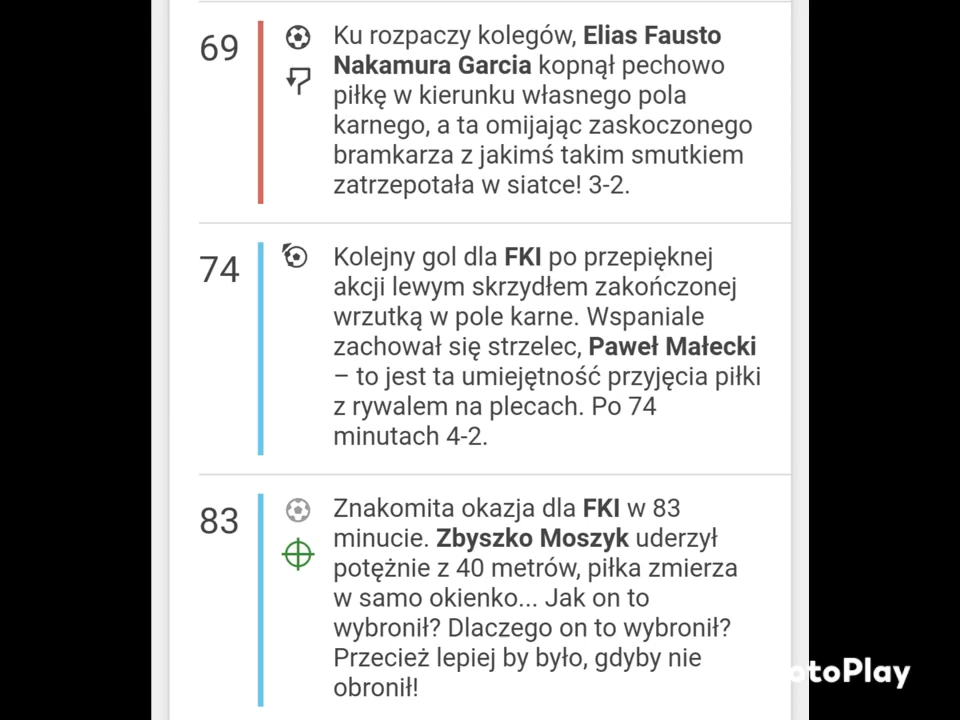 69
Ku rozpaczy kolegów, Elias Fausto
Nakamura Garcia kopnął pechowo
piłkę w kierunku własnego pola
karnego, a ta omijając zaskoczonego
bramkarza z jakimś takim smutkiem
zatrzepotała w siatce! 3-2.
74
Kolejny gol dla FKI po przepięknej
akcji lewym skrzydłem zakończonej
wrzutką w pole karne. Wspaniale
zachował się strzelec, Paweł Małecki
– to jest ta umiejętność przyjęcia piłki
z rywalem na plecach. Po 74
minutach 4-2.
83
Znakomita okazja dla FKI w 83
minucie. Zbyszko Moszyk uderzył
potężnie z 40 metrów, piłka zmierza
w samo okienko... Jak on to
wybronił? Dlaczego on to wybronił?
Przecież lepiej by było, gdyby nie
obronił!
otoPlay